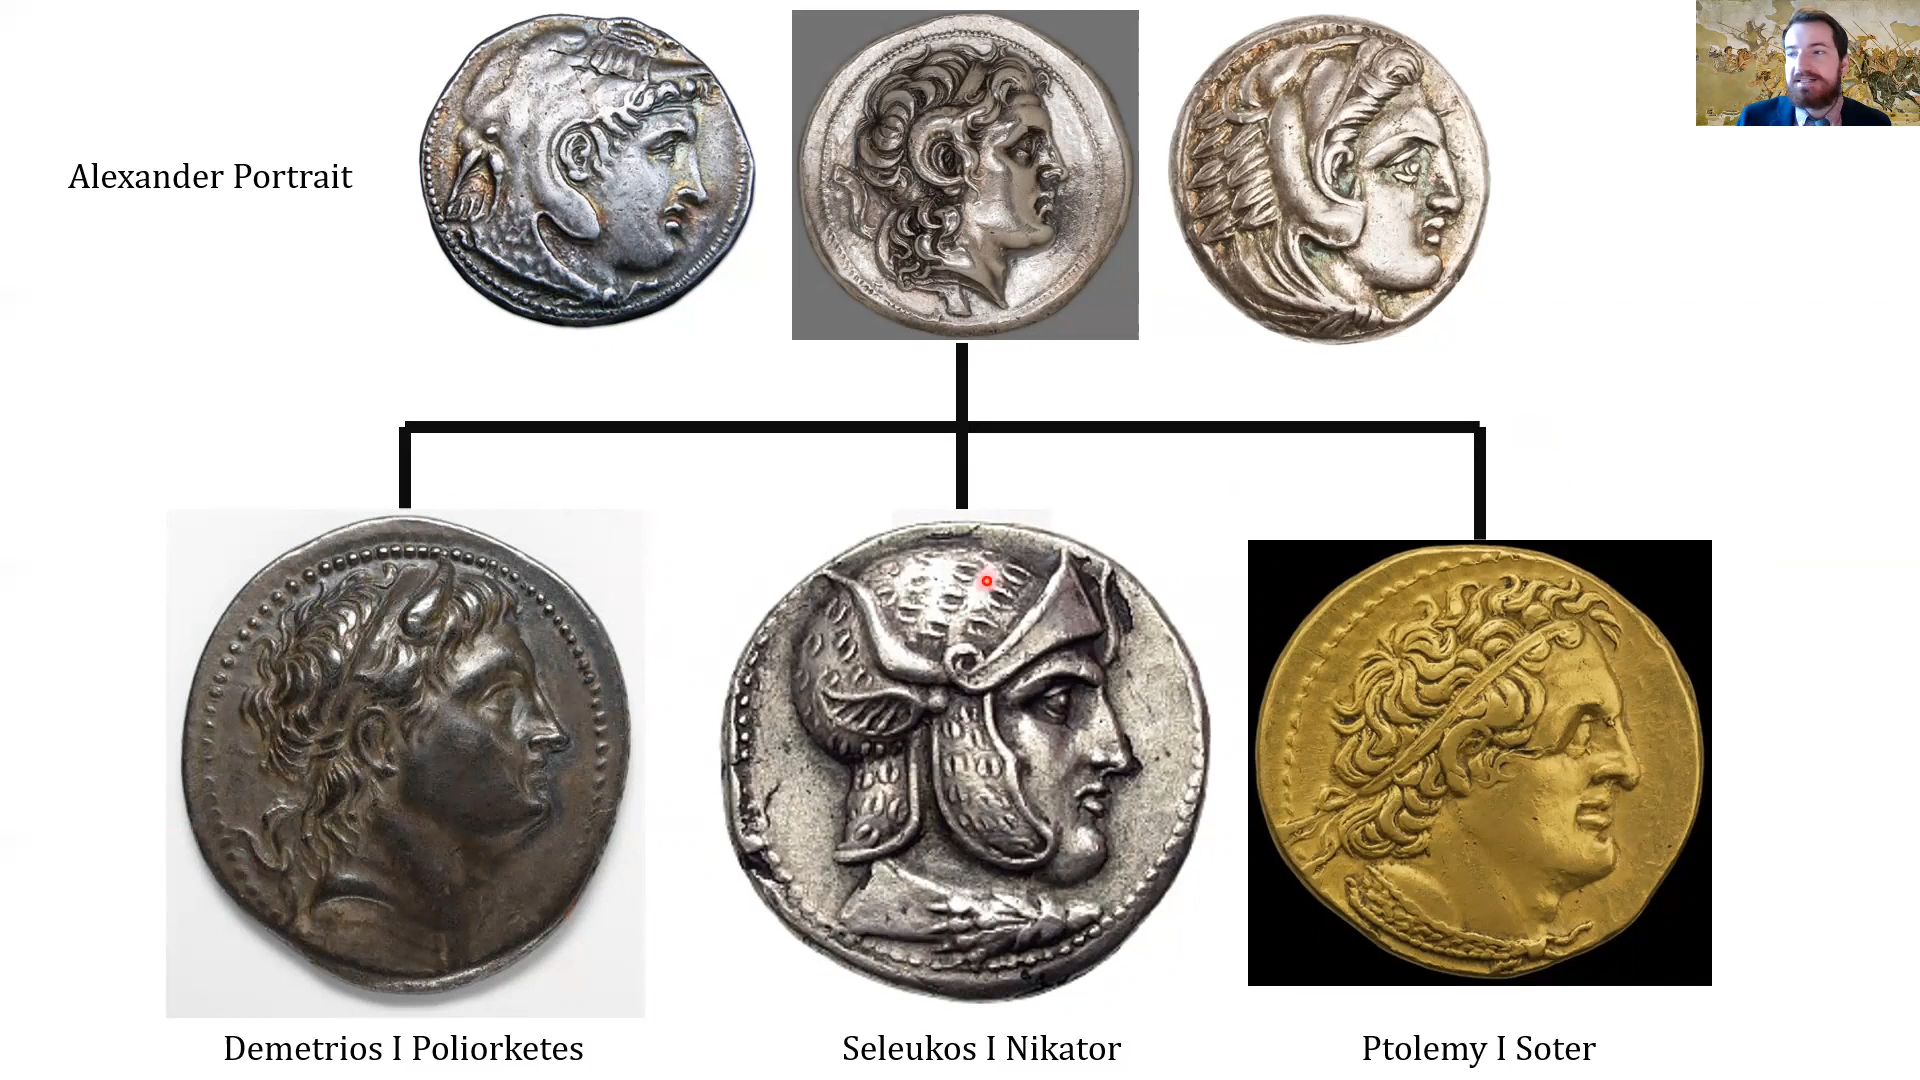 Alexander Portrait
Demetrios I Poliorketes
Seleukos I Nikator
Ptolemy I Soter